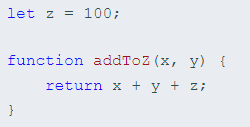 let z = 100;
function addToZ(x, y) {
    return x + y + z;
}